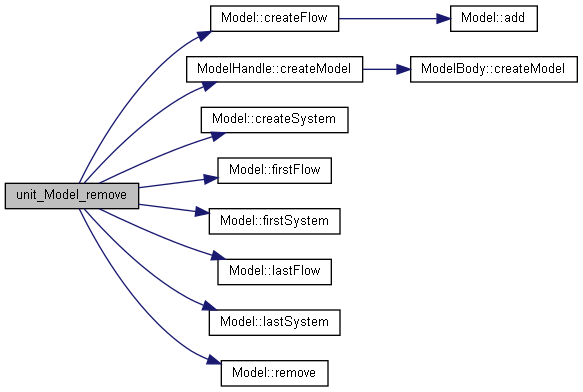 Model::createFlow
Model::add
ModelHandle::createModel
ModelBody::createModel
Model::createSystem
Model::firstFlow
unit_Model_remove
Model::firstSystem
Model::lastFlow
Model::lastSystem
Model::remove